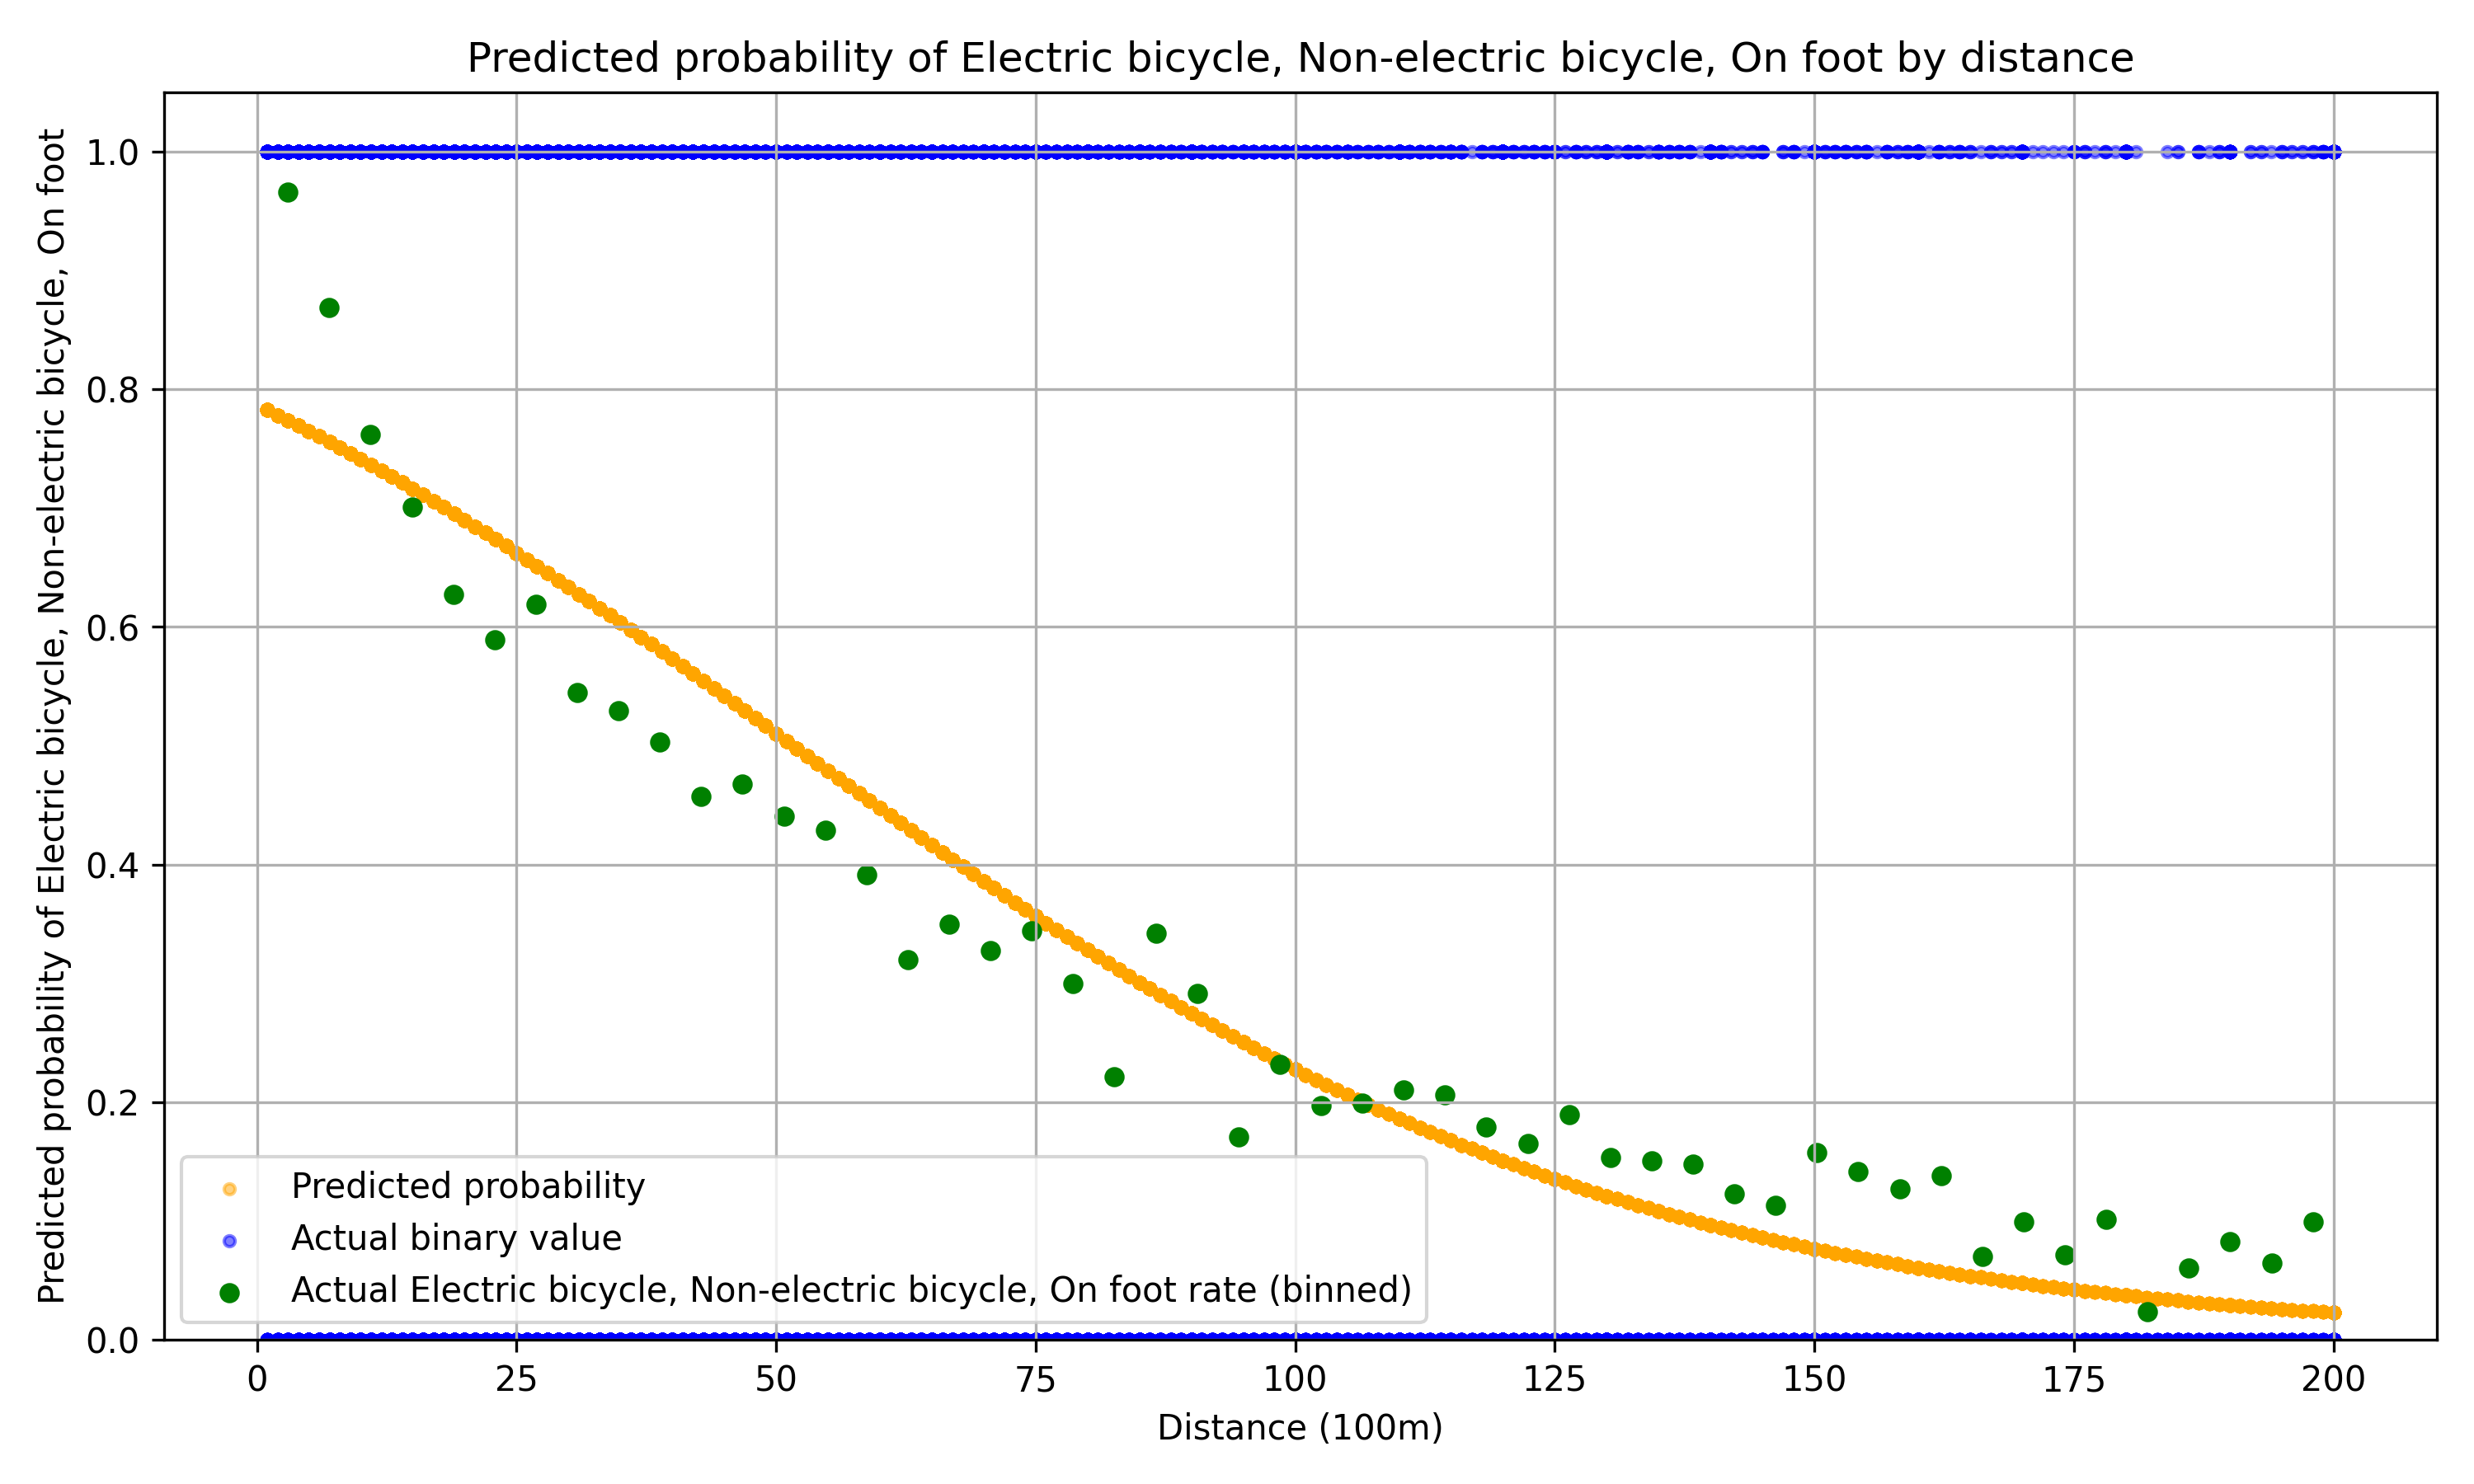 Predicted probability of Electric bicycle, Non-electric bicycle, On foot by distance
Predicted probability of Electric bicycle, Non-electric bicycle, On foot
1.0
0.8
0.6
0.4
0.2
0.0
Predicted probability
Actual binary value
Actual Electric bicycle, Non-electric bicycle, On foot rate (binned)
0 25 50 75 100 125 150 175 200
Distance (100m)